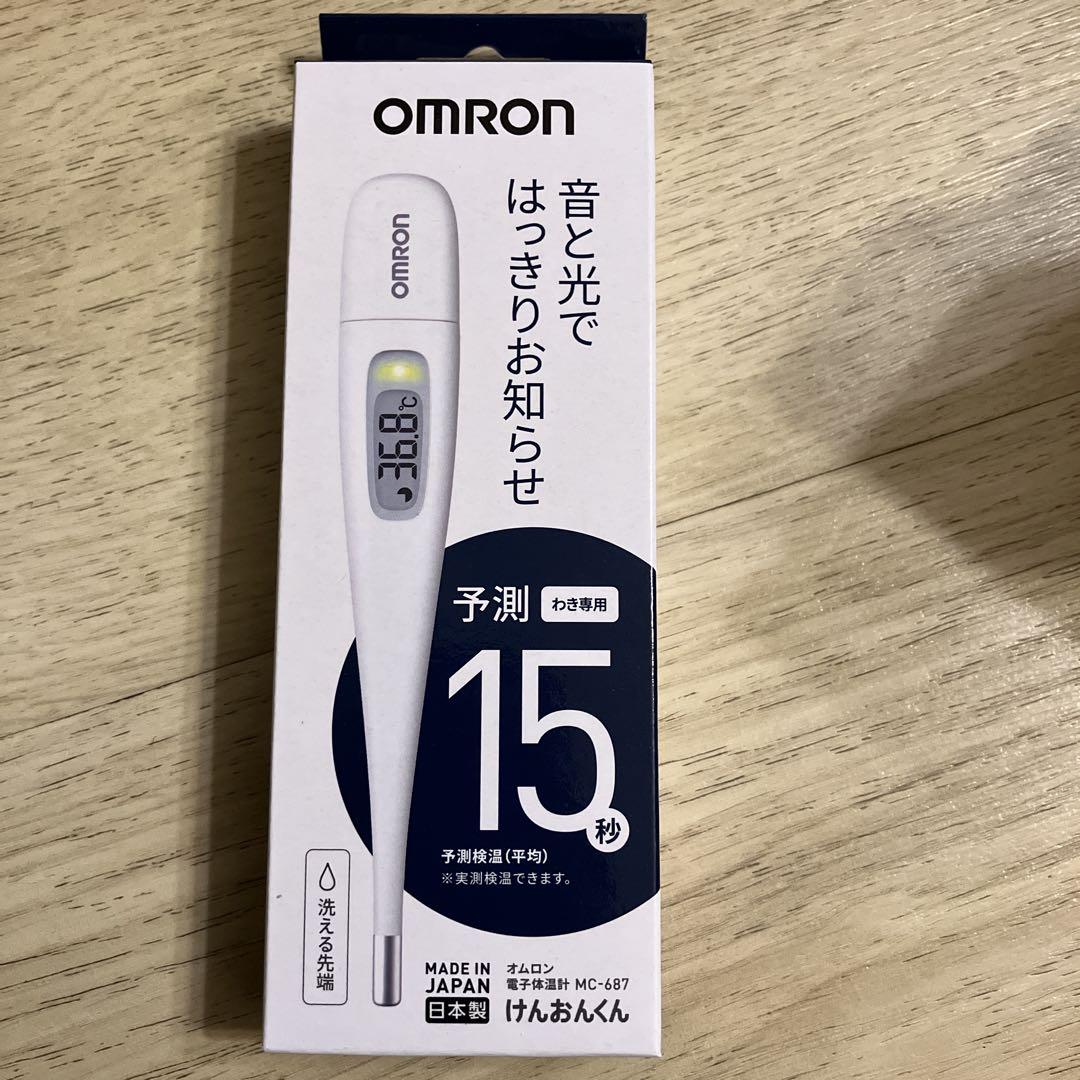 OMRON
音と光で
はっきりお知らせ
OMRON
36.8℃
予測 わき専用
15秒
予測検温(平均)
※実測検温できます。
洗える先端
MADE IN
JAPAN
日本製
オムロン
電子体温計 MC-687
けんおんくん